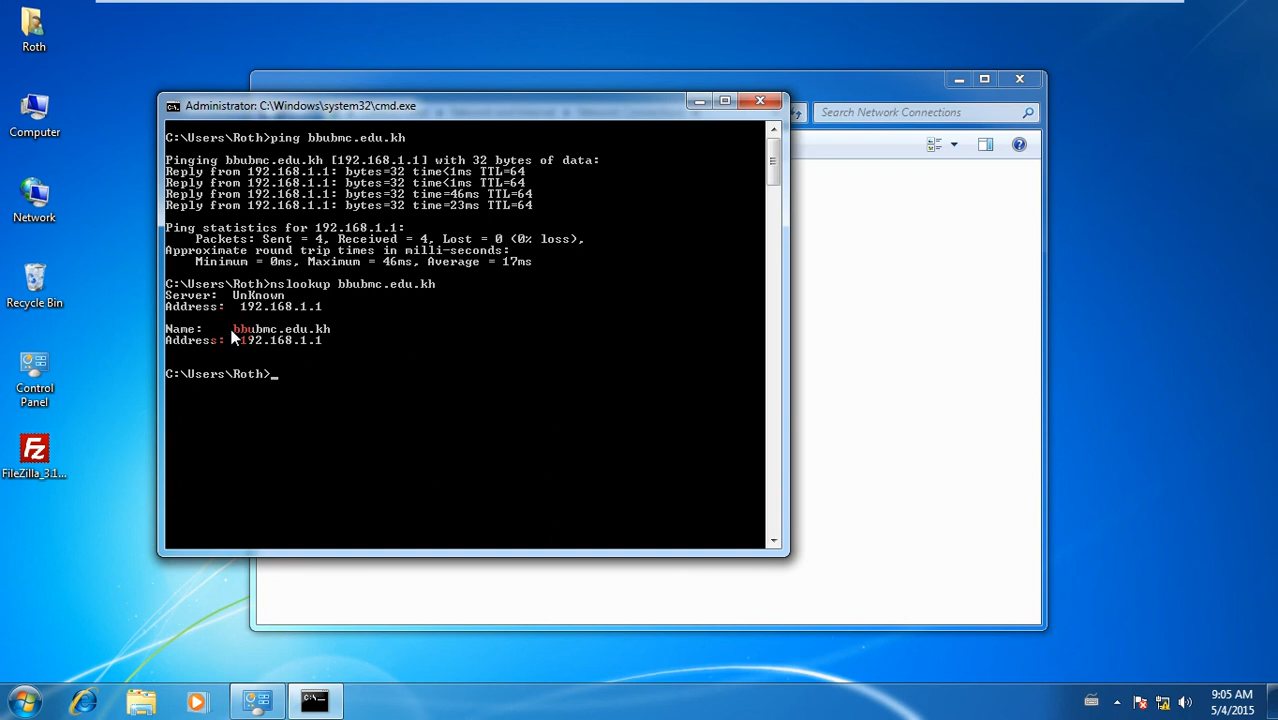 Roth
Computer
Network
Recycle Bin
Control
Panel
FileZilla_3.1...
Search Network Connections
Administrator: C:\Windows\system32\cmd.exe
C:\Users\Roth>ping bbubmc.edu.kh
Pinging bbubmc.edu.kh [192.168.1.1] with 32 bytes of data:
Reply from 192.168.1.1: bytes=32 time<1ms TTL=64
Reply from 192.168.1.1: bytes=32 time<1ms TTL=64
Reply from 192.168.1.1: bytes=32 time=46ms TTL=64
Reply from 192.168.1.1: bytes=32 time=23ms TTL=64
Ping statistics for 192.168.1.1:
Packets: Sent = 4, Received = 4, Lost = 0 (0% loss),
Approximate round trip times in milli-seconds:
Minimum = 0ms, Maximum = 46ms, Average = 17ms
C:\Users\Roth>nslookup bbubmc.edu.kh
Server: UnKnown
Address: 192.168.1.1
Name: bbubmc.edu.kh
Address: 192.168.1.1
C:\Users\Roth>_
9:05 AM
5/4/2015